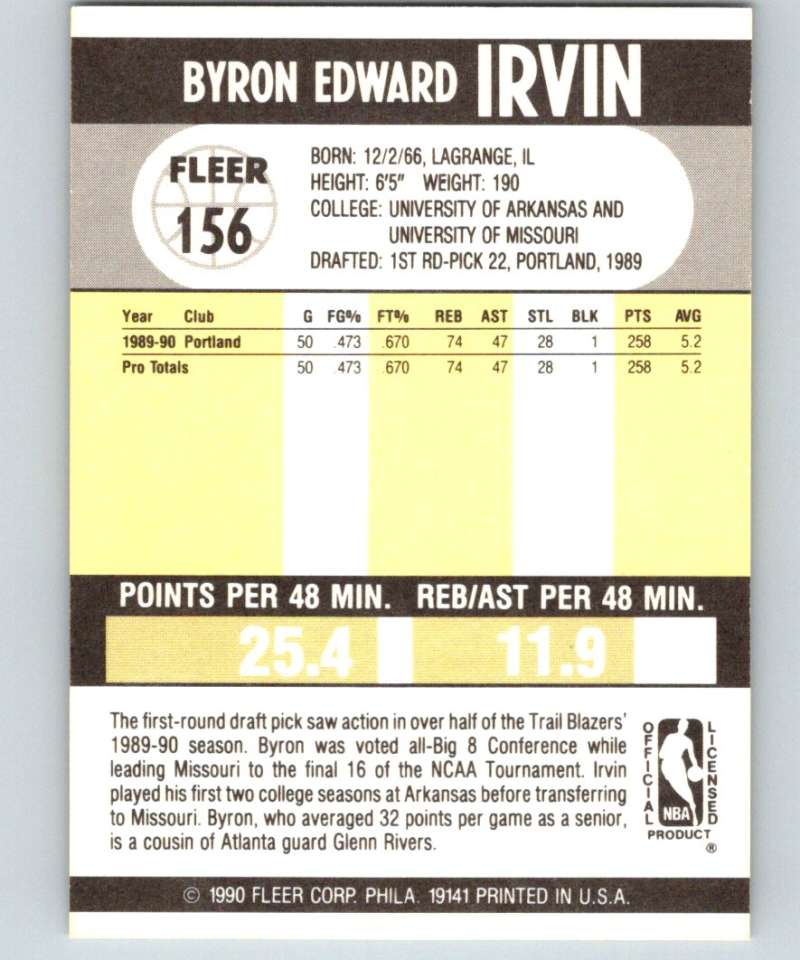 BYRON EDWARD IRVIN
FLEER
156
BORN: 12/2/66, LAGRANGE, IL
HEIGHT: 6'5" WEIGHT: 190
COLLEGE: UNIVERSITY OF ARKANSAS AND
UNIVERSITY OF MISSOURI
DRAFTED: 1ST RD-PICK 22, PORTLAND, 1989
Year Club G FG% FT% REB AST STL BLK PTS AVG
1989-90 Portland 50 .473 .670 74 47 28 1 258 5.2
Pro Totals 50 .473 .670 74 47 28 1 258 5.2
POINTS PER 48 MIN. REB/AST PER 48 MIN.
25.4 11.9
The first-round draft pick saw action in over half of the Trail Blazers'
1989-90 season. Byron was voted all-Big 8 Conference while
leading Missouri to the final 16 of the NCAA Tournament. Irvin
played his first two college seasons at Arkansas before transferring
to Missouri. Byron, who averaged 32 points per game as a senior,
is a cousin of Atlanta guard Glenn Rivers.
OFFICIAL
NBA
LICENSED
PRODUCT
®
© 1990 FLEER CORP. PHILA. 19141 PRINTED IN U.S.A.